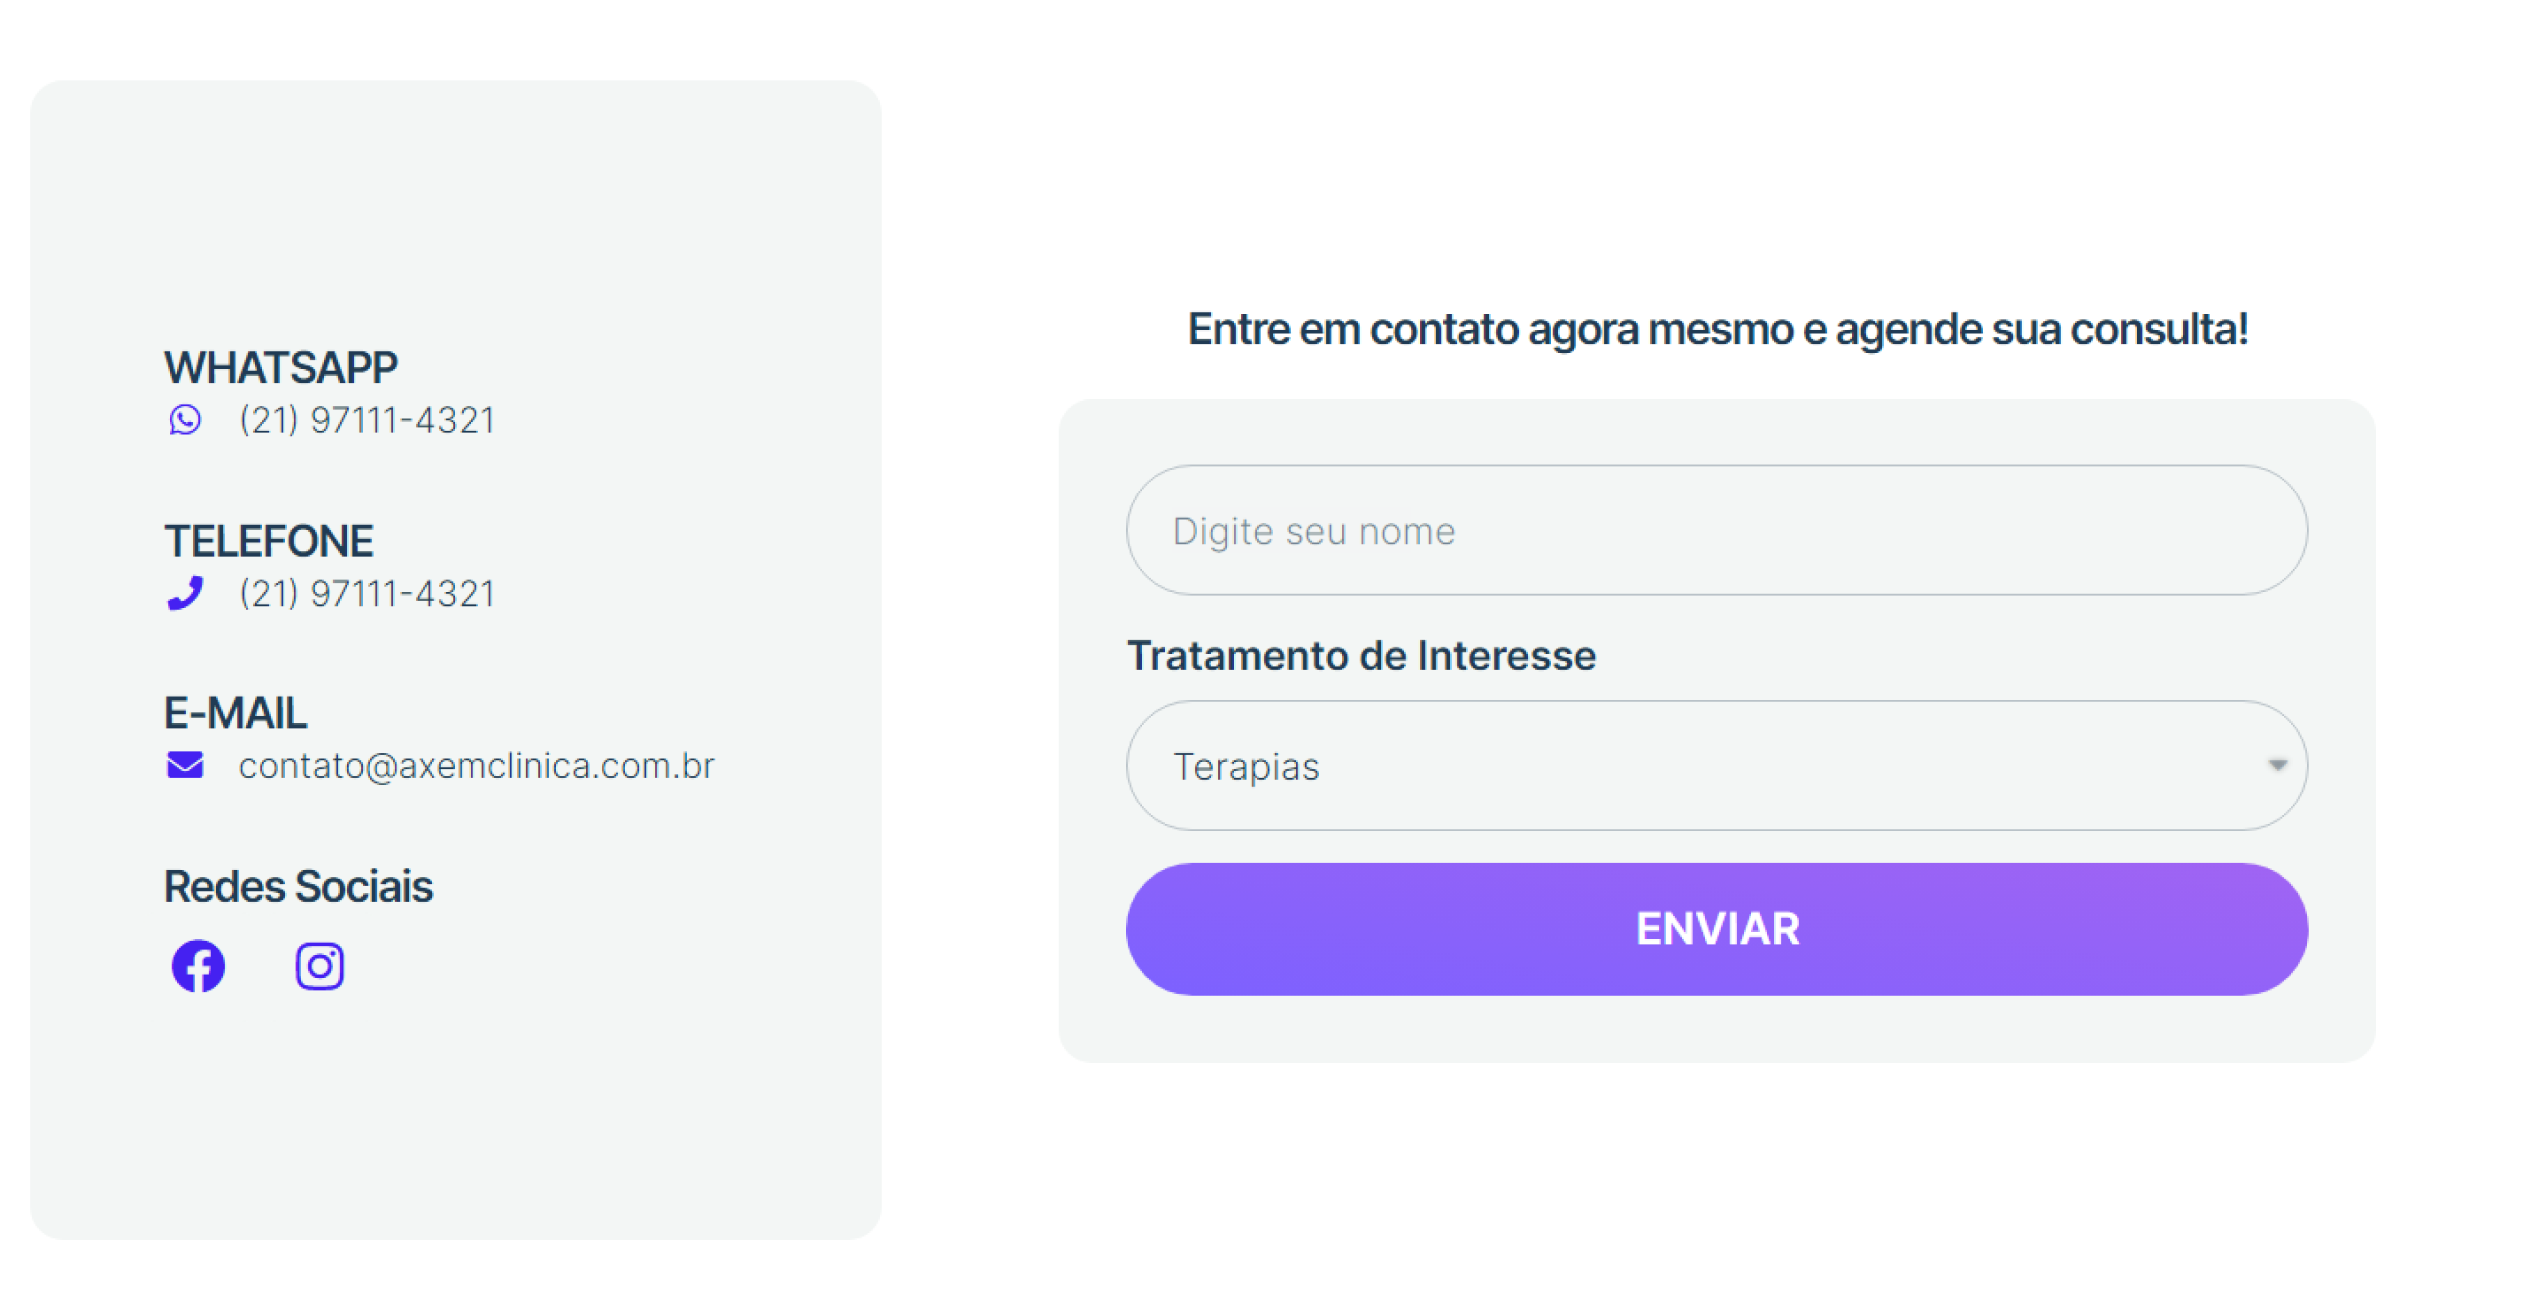 WHATSAPP
(21) 97111-4321
TELEFONE
(21) 97111-4321
E-MAIL
contato@axemclinica.com.br
Redes Sociais
Entre em contato agora mesmo e agende sua consulta!
Digite seu nome
Tratamento de Interesse
Terapias
ENVIAR